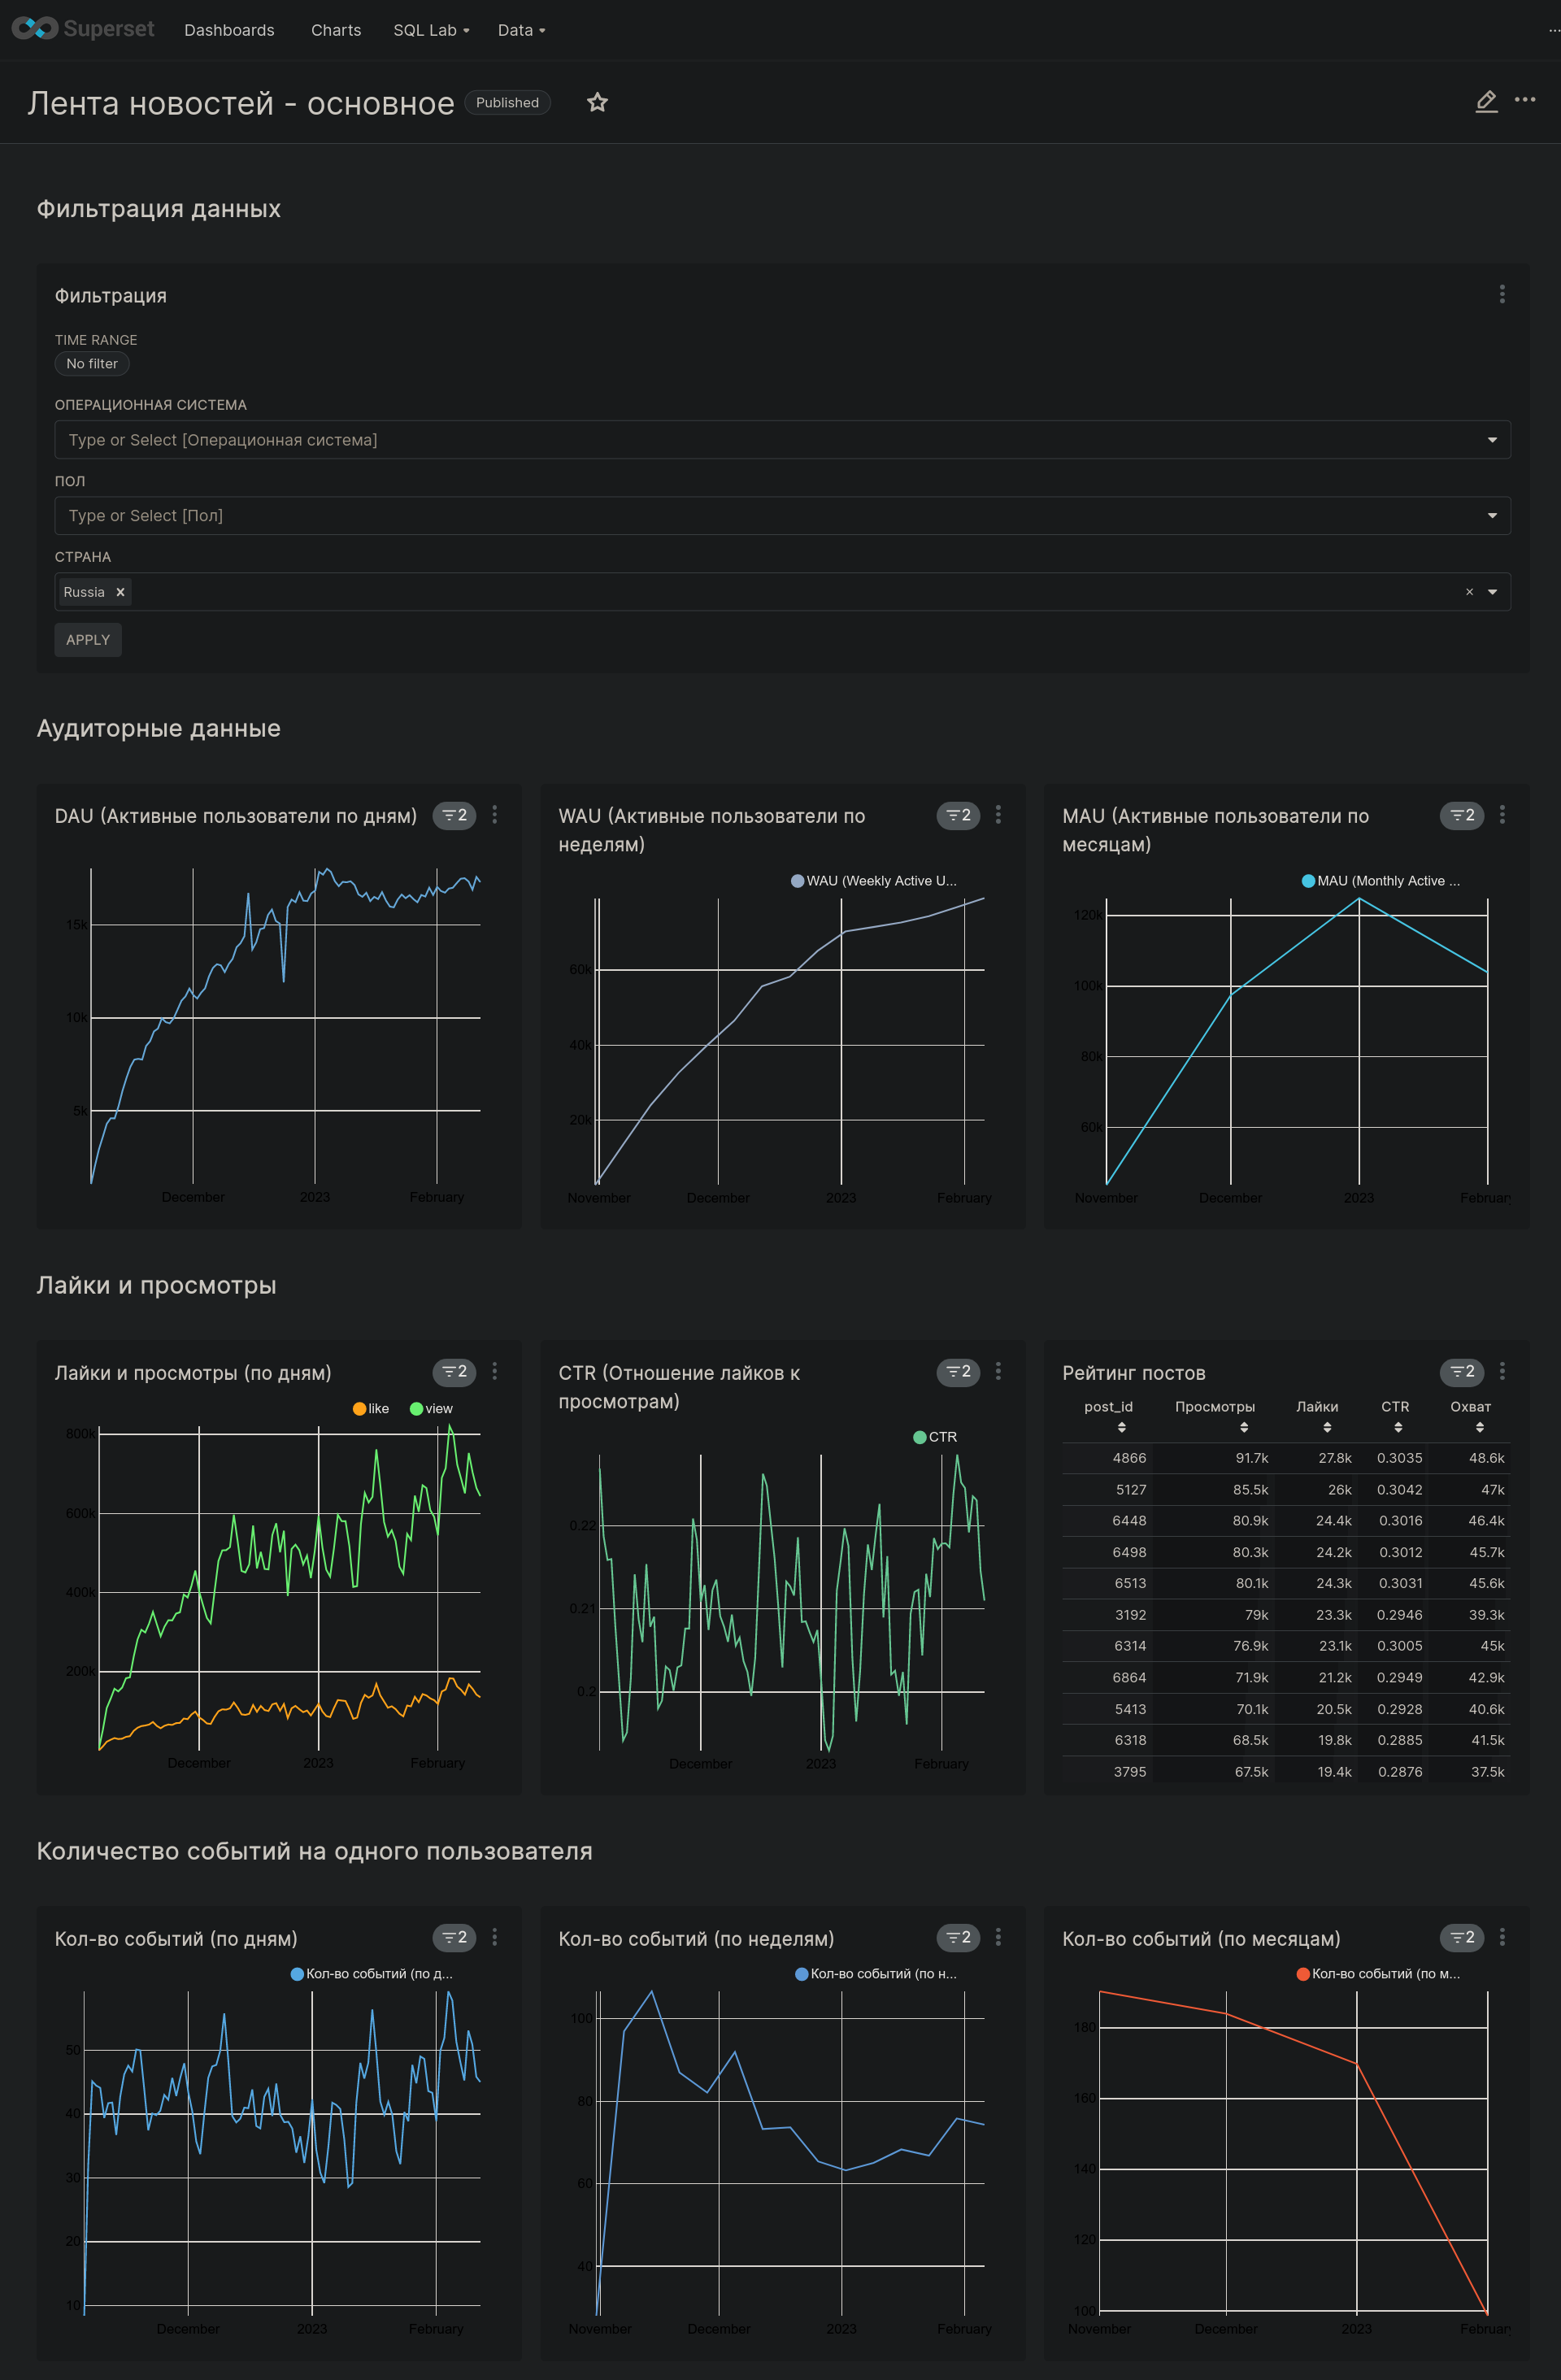 Superset Dashboards Charts SQL Lab Data
Лента новостей - основное Published
Фильтрация данных
Фильтрация
TIME RANGE
No filter
ОПЕРАЦИОННАЯ СИСТЕМА
Type or Select [Операционная система]
ПОЛ
Type or Select [Пол]
СТРАНА
Russia
APPLY
Аудиторные данные
DAU (Активные пользователи по дням) 2
15k
10k
5k
December 2023 February
WAU (Активные пользователи по
неделям)
2
WAU (Weekly Active U...
60k
40k
20k
November December 2023 February
MAU (Активные пользователи по
месяцам)
2
MAU (Monthly Active ...
120k
100k
80k
60k
November December 2023 February
Лайки и просмотры
Лайки и просмотры (по дням) 2
like view
800k
600k
400k
200k
December 2023 February
CTR (Отношение лайков к
просмотрам)
2
CTR
0.22
0.21
0.2
December 2023 February
Рейтинг постов 2
post_id Просмотры Лайки CTR Охват
4866 91.7k 27.8k 0.3035 48.6k
5127 85.5k 26k 0.3042 47k
6448 80.9k 24.4k 0.3016 46.4k
6498 80.3k 24.2k 0.3012 45.7k
6513 80.1k 24.3k 0.3031 45.6k
3192 79k 23.3k 0.2946 39.3k
6314 76.9k 23.1k 0.3005 45k
6864 71.9k 21.2k 0.2949 42.9k
5413 70.1k 20.5k 0.2928 40.6k
6318 68.5k 19.8k 0.2885 41.5k
3795 67.5k 19.4k 0.2876 37.5k
Количество событий на одного пользователя
Кол-во событий (по дням) 2
Кол-во событий (по д...
50
40
30
20
10
December 2023 February
Кол-во событий (по неделям) 2
Кол-во событий (по н...
100
80
60
40
November December 2023 February
Кол-во событий (по месяцам) 2
Кол-во событий (по м...
180
160
140
120
100
November December 2023 February